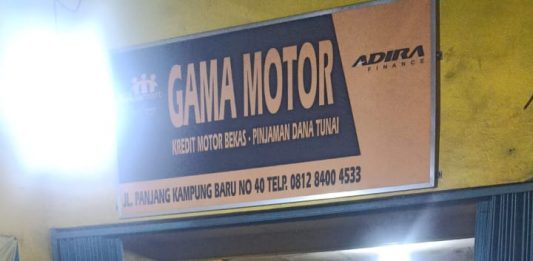 GAMA MOTOR
ADIRA
FINANCE
KREDIT MOTOR BEKAS - PINJAMAN DANA TUNAI
JL. PANJANG KAMPUNG BARU NO 40 TELP. 0812 8400 4533